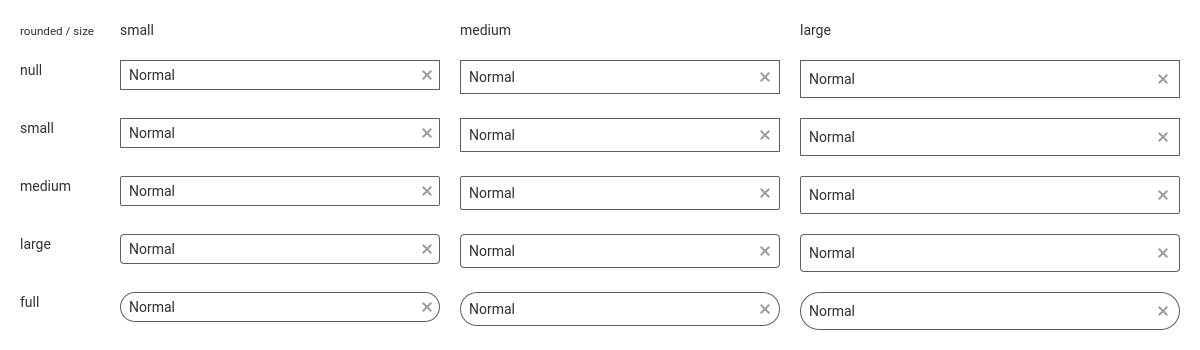 rounded / size small medium large
null Normal Normal Normal
small Normal Normal Normal
medium Normal Normal Normal
large Normal Normal Normal
full Normal Normal Normal